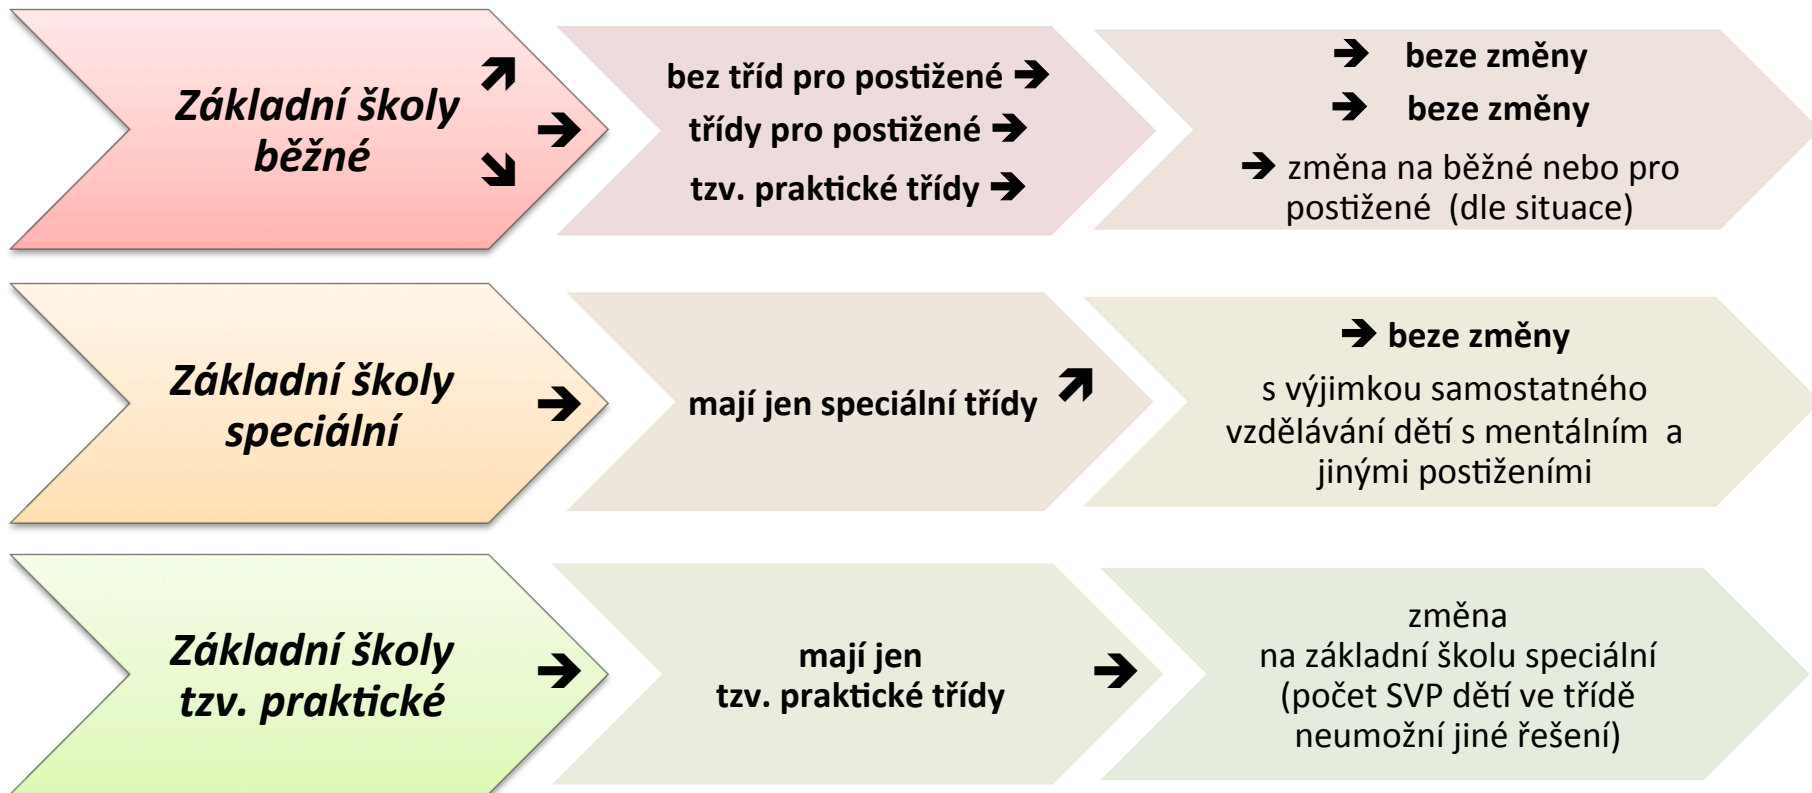 Základní školy
běžné
bez tříd pro postižené ➔
třídy pro postižené ➔
tzv. praktické třídy ➔
➔ beze změny
➔ beze změny
➔ změna na běžné nebo pro
postižené (dle situace)
Základní školy
speciální
mají jen speciální třídy
➔ beze změny
s výjimkou samostatného
vzdělávání dětí s mentálním a
jinými postiženími
Základní školy
tzv. praktické
mají jen
tzv. praktické třídy
změna
na základní školu speciální
(počet SVP dětí ve třídě
neumožní jiné řešení)